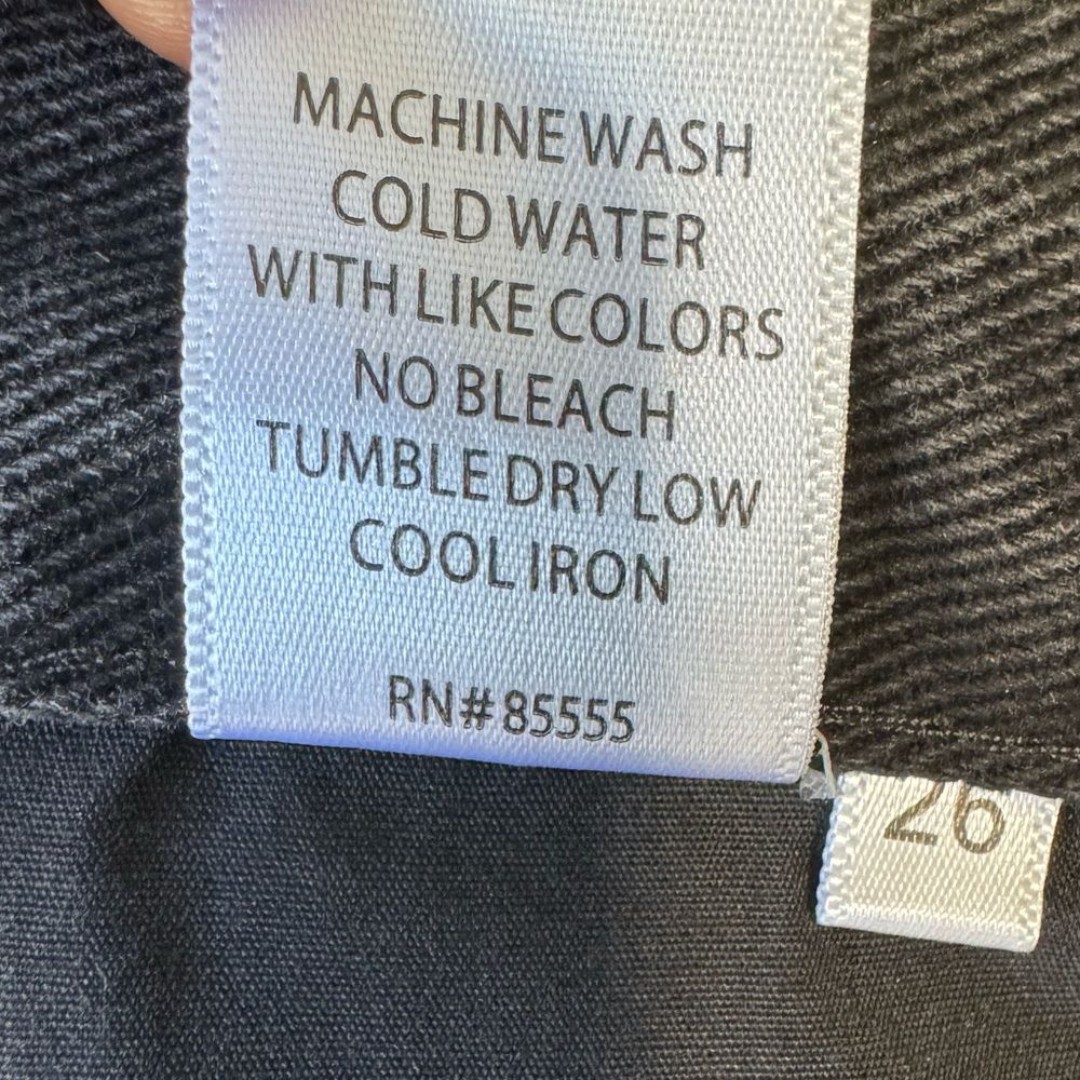 MACHINE WASH
COLD WATER
WITH LIKE COLORS
NO BLEACH
TUMBLE DRY LOW
COOL IRON
RN# 85555
26